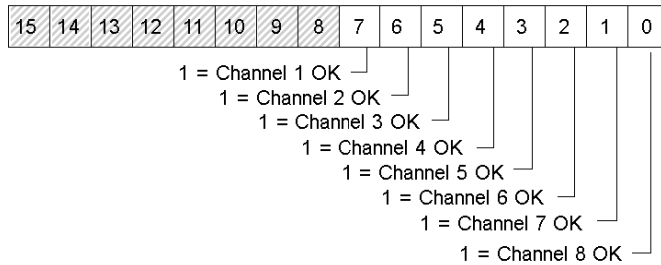 15 14 13 12 11 10 9 8 7 6 5 4 3 2 1 0
1 = Channel 1 OK
1 = Channel 2 OK
1 = Channel 3 OK
1 = Channel 4 OK
1 = Channel 5 OK
1 = Channel 6 OK
1 = Channel 7 OK
1 = Channel 8 OK